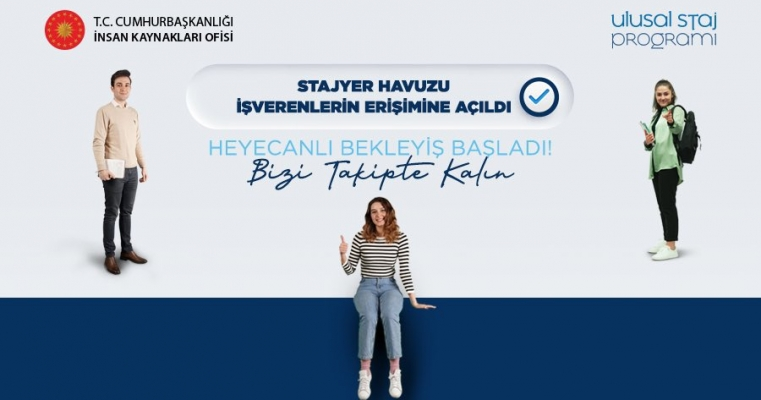 T.C. CUMHURBAŞKANLIĞI
İNSAN KAYNAKLARI OFİSİ
ulusal staj
programı
STAJYER HAVUZU
İŞVERENLERİN ERİŞİMİNE AÇILDI
HEYECANLI BEKLEYİŞ BAŞLADI!
Bizi Takipte Kalın